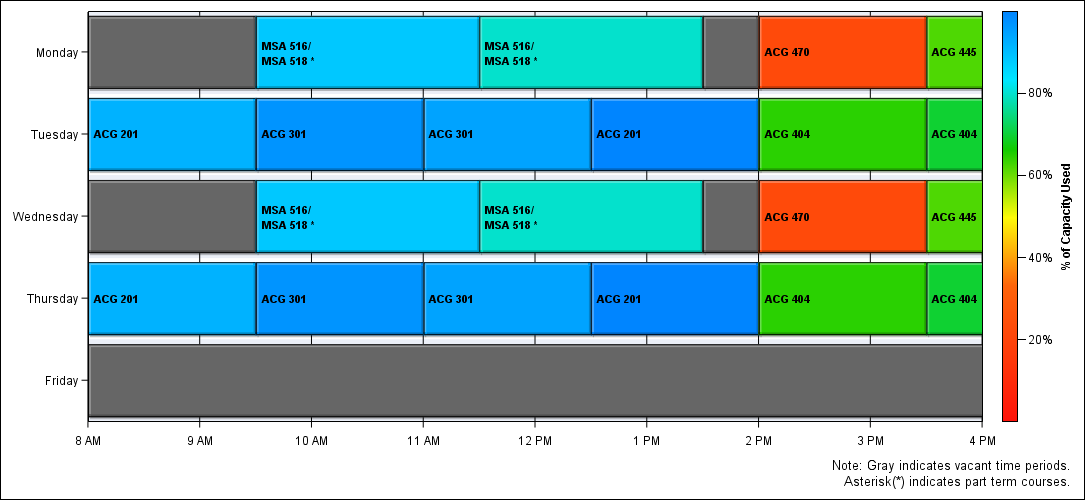 Monday
MSA 516/
MSA 518 *
MSA 516/
MSA 518 *
ACG 470
ACG 445
Tuesday
ACG 201
ACG 301
ACG 301
ACG 201
ACG 404
ACG 404
Wednesday
MSA 516/
MSA 518 *
MSA 516/
MSA 518 *
ACG 470
ACG 445
Thursday
ACG 201
ACG 301
ACG 301
ACG 201
ACG 404
ACG 404
Friday
8 AM
9 AM
10 AM
11 AM
12 PM
1 PM
2 PM
3 PM
4 PM
80%
60%
40%
20%
% of Capacity Used
Note: Gray indicates vacant time periods.
Asterisk(*) indicates part term courses.